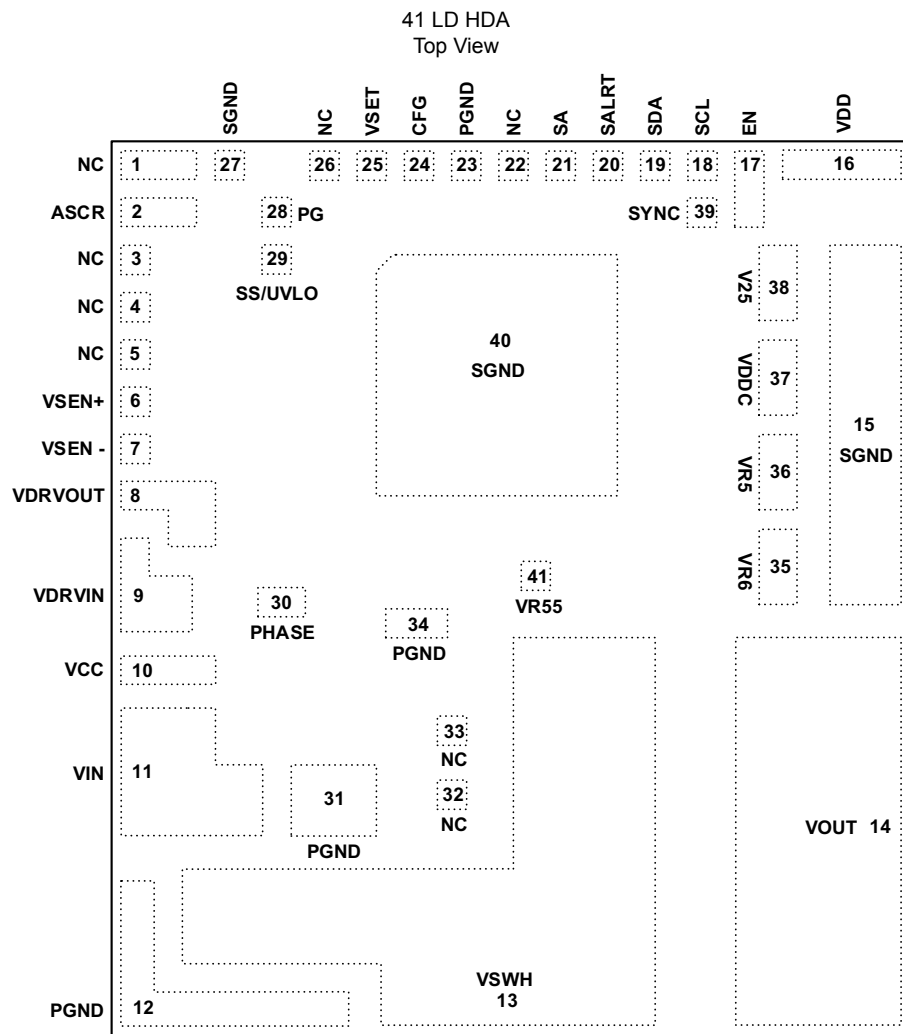 41 LD HDA
Top View
SGND
NC
VSET
CFG
PGND
NC
SA
SALRT
SDA
SCL
EN
VDD
NC 1 27 26 25 24 23 22 21 20 19 18 17 16
ASCR 2 28 PG SYNC 39
NC 3 29
SS/UVLO
V25 38
NC 4
NC 5
40
SGND
VDDC 37
VSEN+ 6
15
SGND
VSEN - 7
VR5 36
VDRVOUT 8
VR6 35
41
VR55
VDRVIN 9
30
PHASE
34
PGND
VCC 10
33
NC
VIN 11
31
PGND
32
NC
VOUT 14
VSWH
13
PGND 12